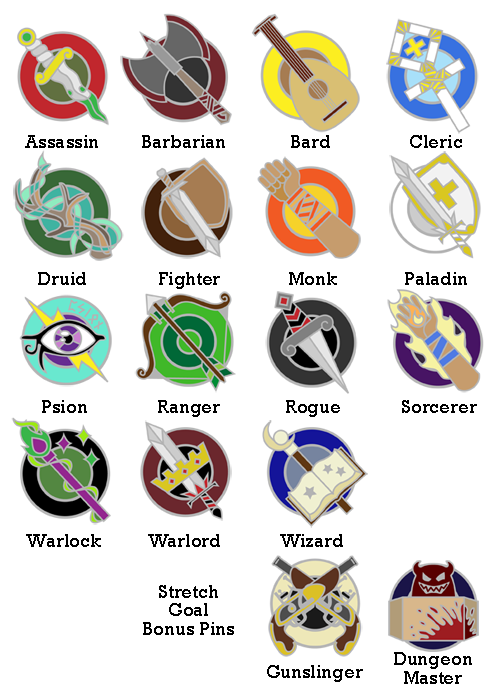 Assassin Barbarian Bard Cleric
Druid Fighter Monk Paladin
Psion Ranger Rogue Sorcerer
Warlock Warlord Wizard
Stretch
Goal
Bonus Pins
Gunslinger
Dungeon
Master